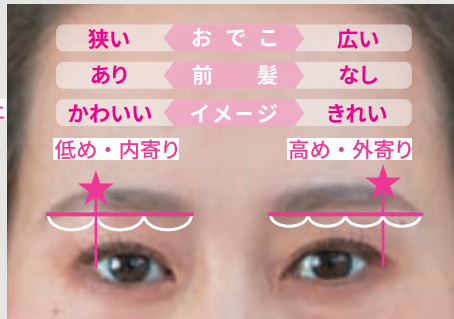 狭い おでこ 広い
あり 前髪 なし
かわいい イメージ きれい
低め・内寄り 高め・外寄り